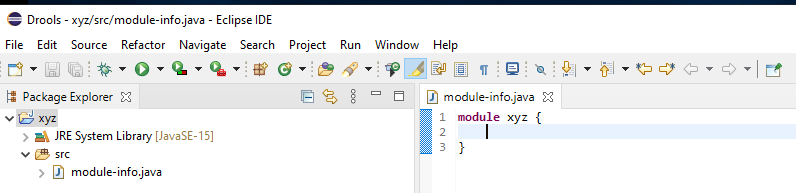 Drools - xyz/src/module-info.java - Eclipse IDE
File Edit Source Refactor Navigate Search Project Run Window Help
Package Explorer
module-info.java
xyz
JRE System Library [JavaSE-15]
src
module-info.java
1 module xyz {
2
3 }